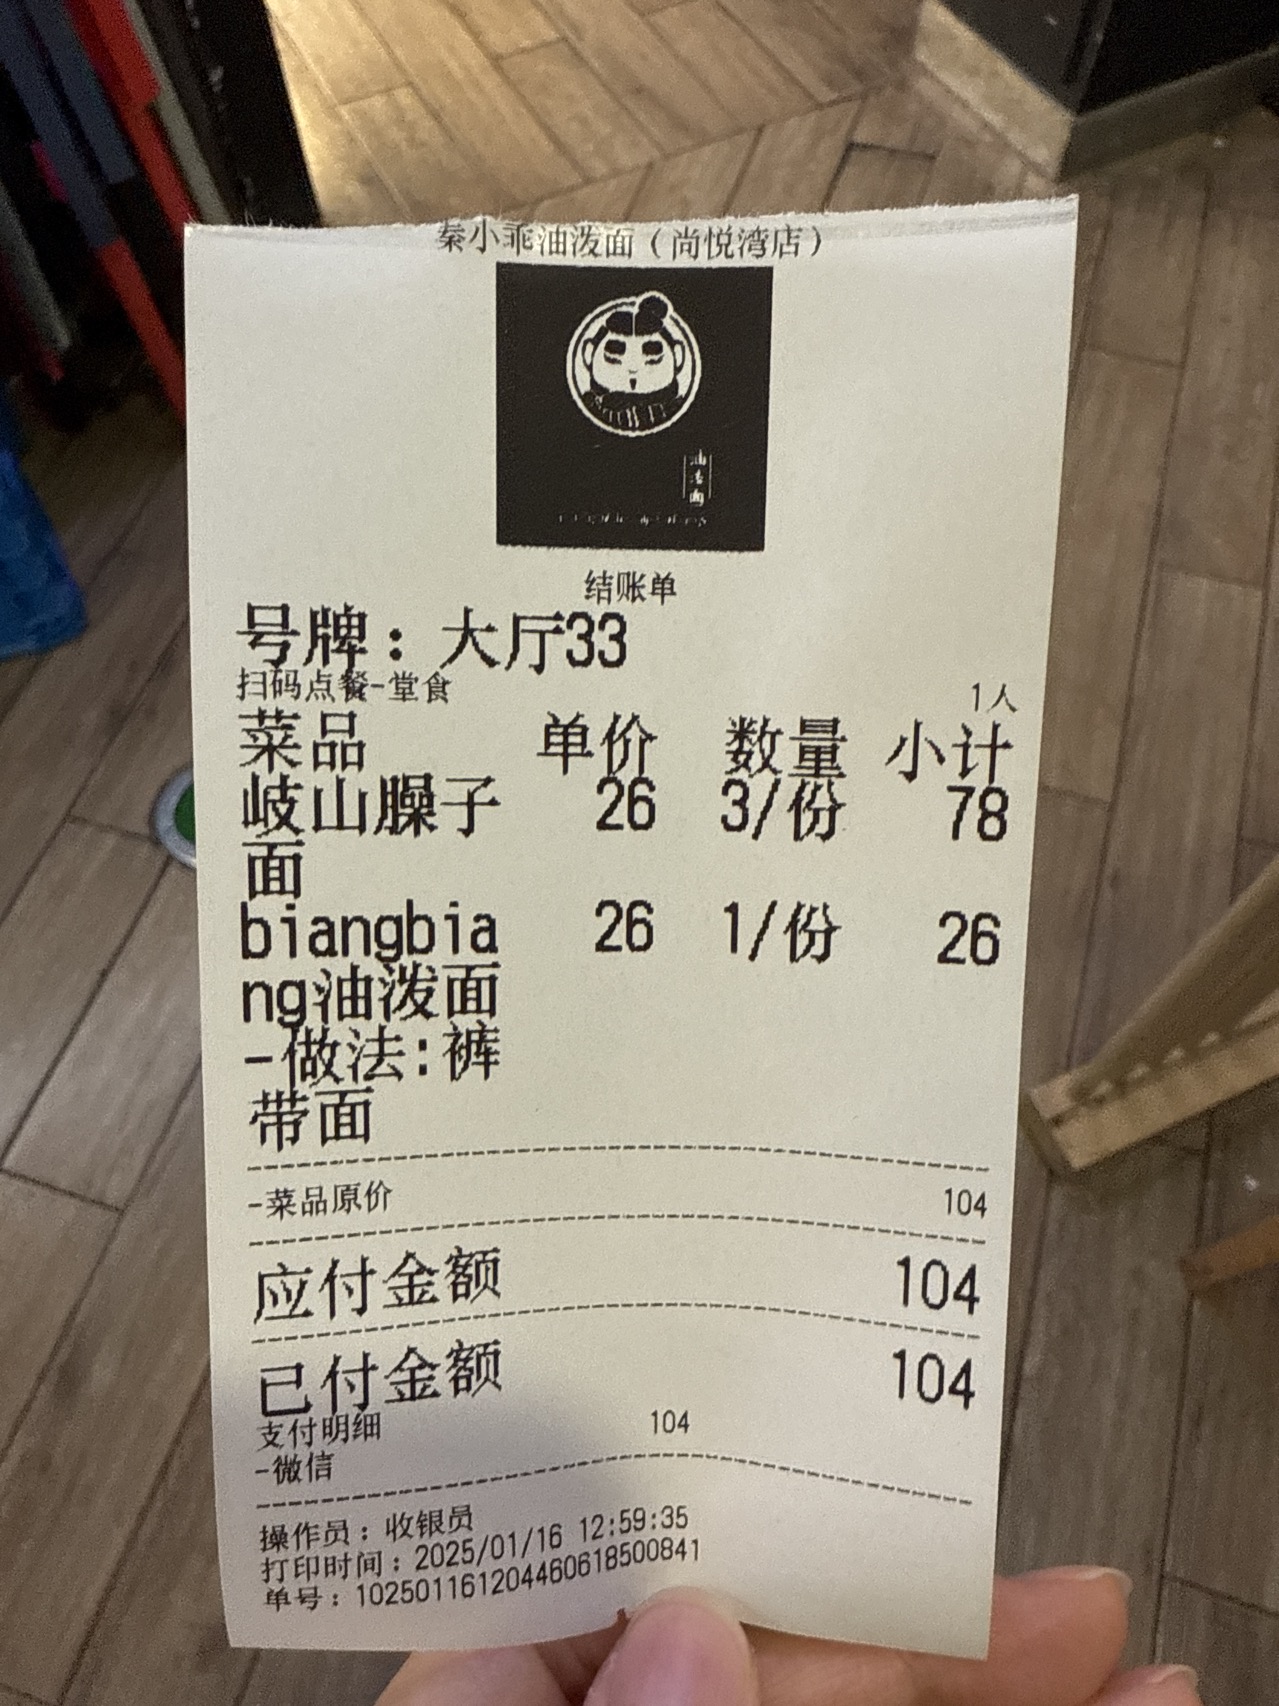 秦小乖油泼面（尚悦湾店）
油泼面
结账单
号牌：大厅33
扫码点餐-堂食 1人
菜品 单价 数量 小计
岐山臊子 26 3/份 78
面
biangbia 26 1/份 26
ng油泼面
-做法:裤
带面
-菜品原价 104
应付金额 104
已付金额 104
支付明细 104
-微信
操作员：收银员
打印时间：2025/01/16 12:59:35
单号：102501161204460618500841